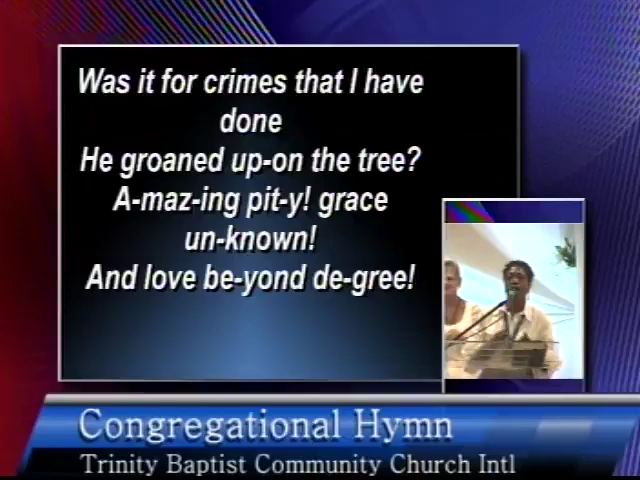 Was it for crimes that I have
done
He groaned up-on the tree?
A-maz-ing pit-y! grace
un-known!
And love be-yond de-gree!
Congregational Hymn
Trinity Baptist Community Church Intl